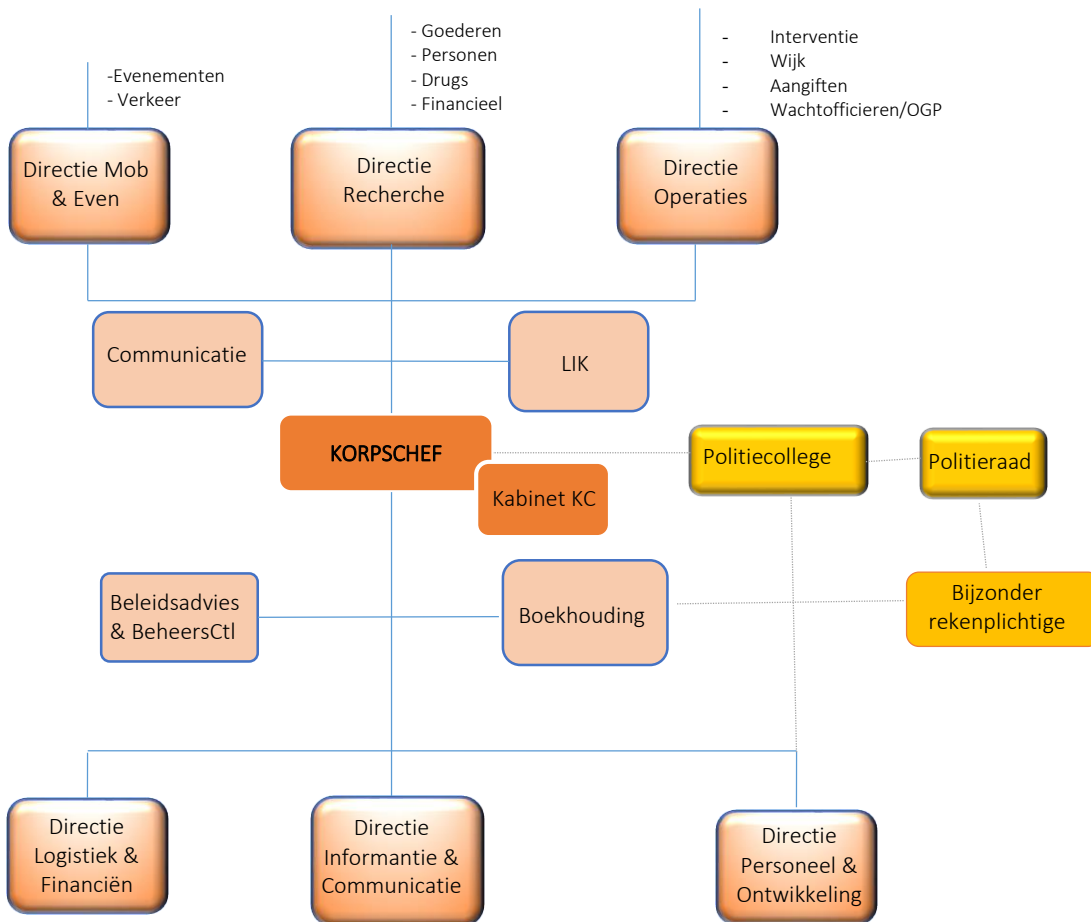 -Evenementen
- Verkeer
- Goederen
- Personen
- Drugs
- Financieel
- Interventie
- Wijk
- Aangiften
- Wachtofficieren/OGP
Directie Mob
& Even
Directie
Recherche
Directie
Operaties
Communicatie
LIK
KORPSCHEF
Kabinet KC
Politiecollege
Politieraad
Beleidsadvies
& BeheersCtl
Boekhouding
Bijzonder
rekenplichtige
Directie
Logistiek &
Financiën
Directie
Informantie &
Communicatie
Directie
Personeel &
Ontwikkeling